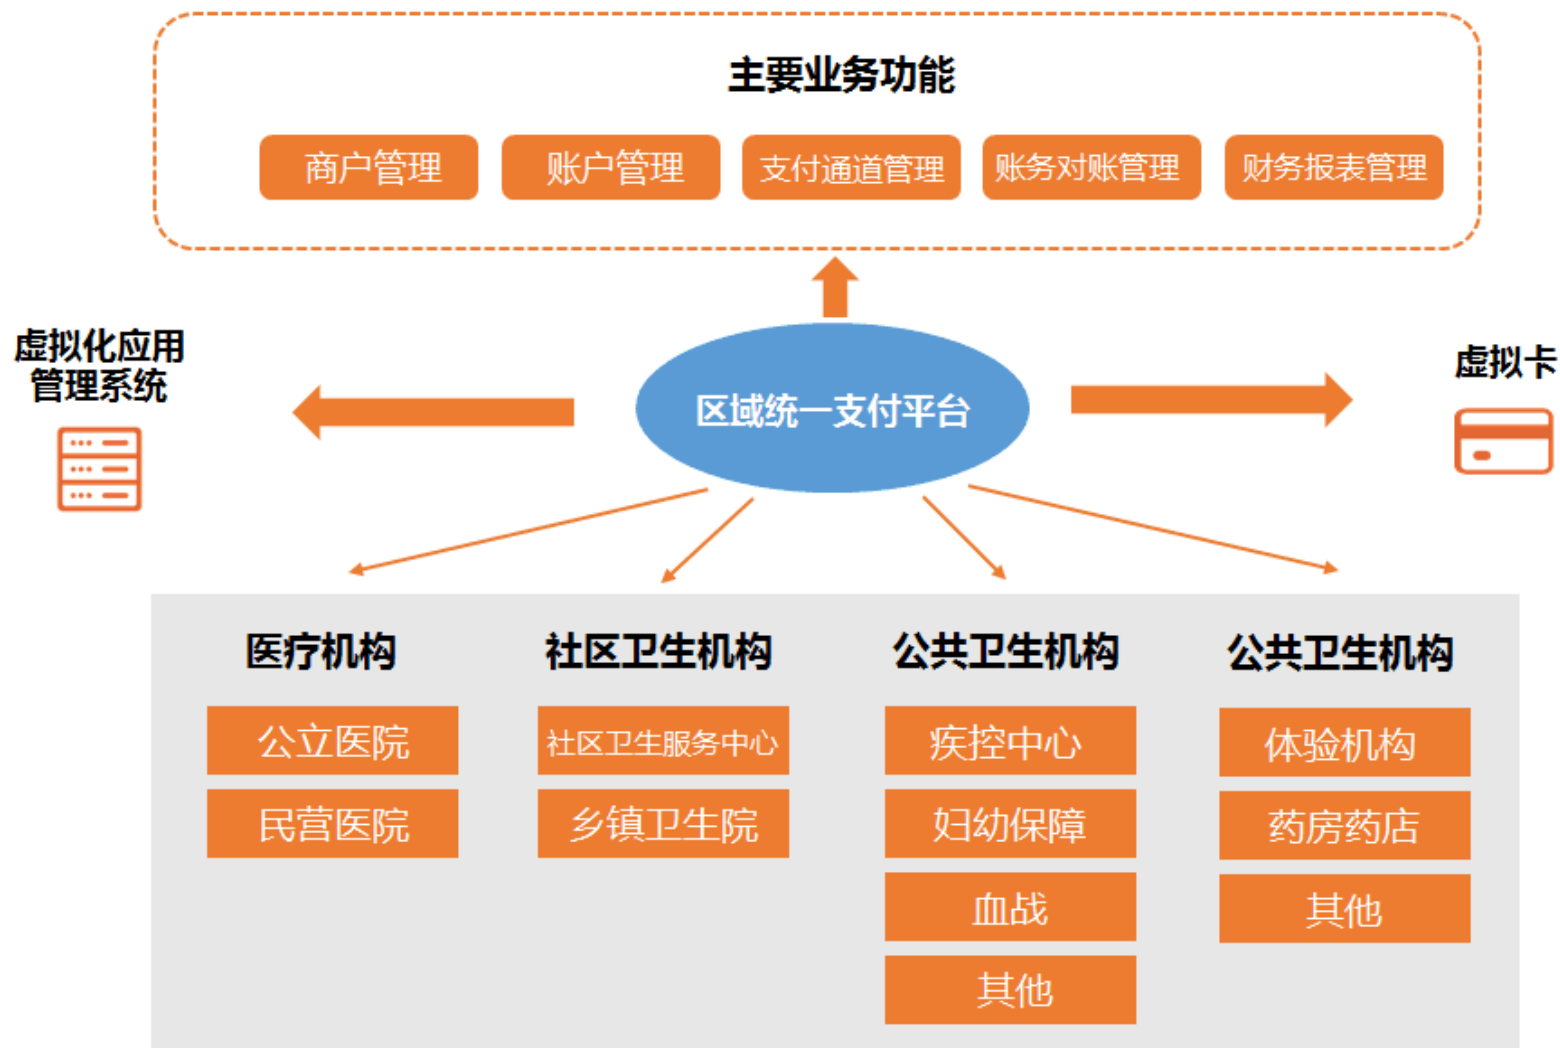 主要业务功能
商户管理
账户管理
支付通道管理
账务对账管理
财务报表管理
虚拟化应用
管理系统
区域统一支付平台
虚拟卡
医疗机构
公立医院
民营医院
社区卫生机构
社区卫生服务中心
乡镇卫生院
公共卫生机构
疾控中心
妇幼保障
血战
其他
公共卫生机构
体验机构
药房药店
其他